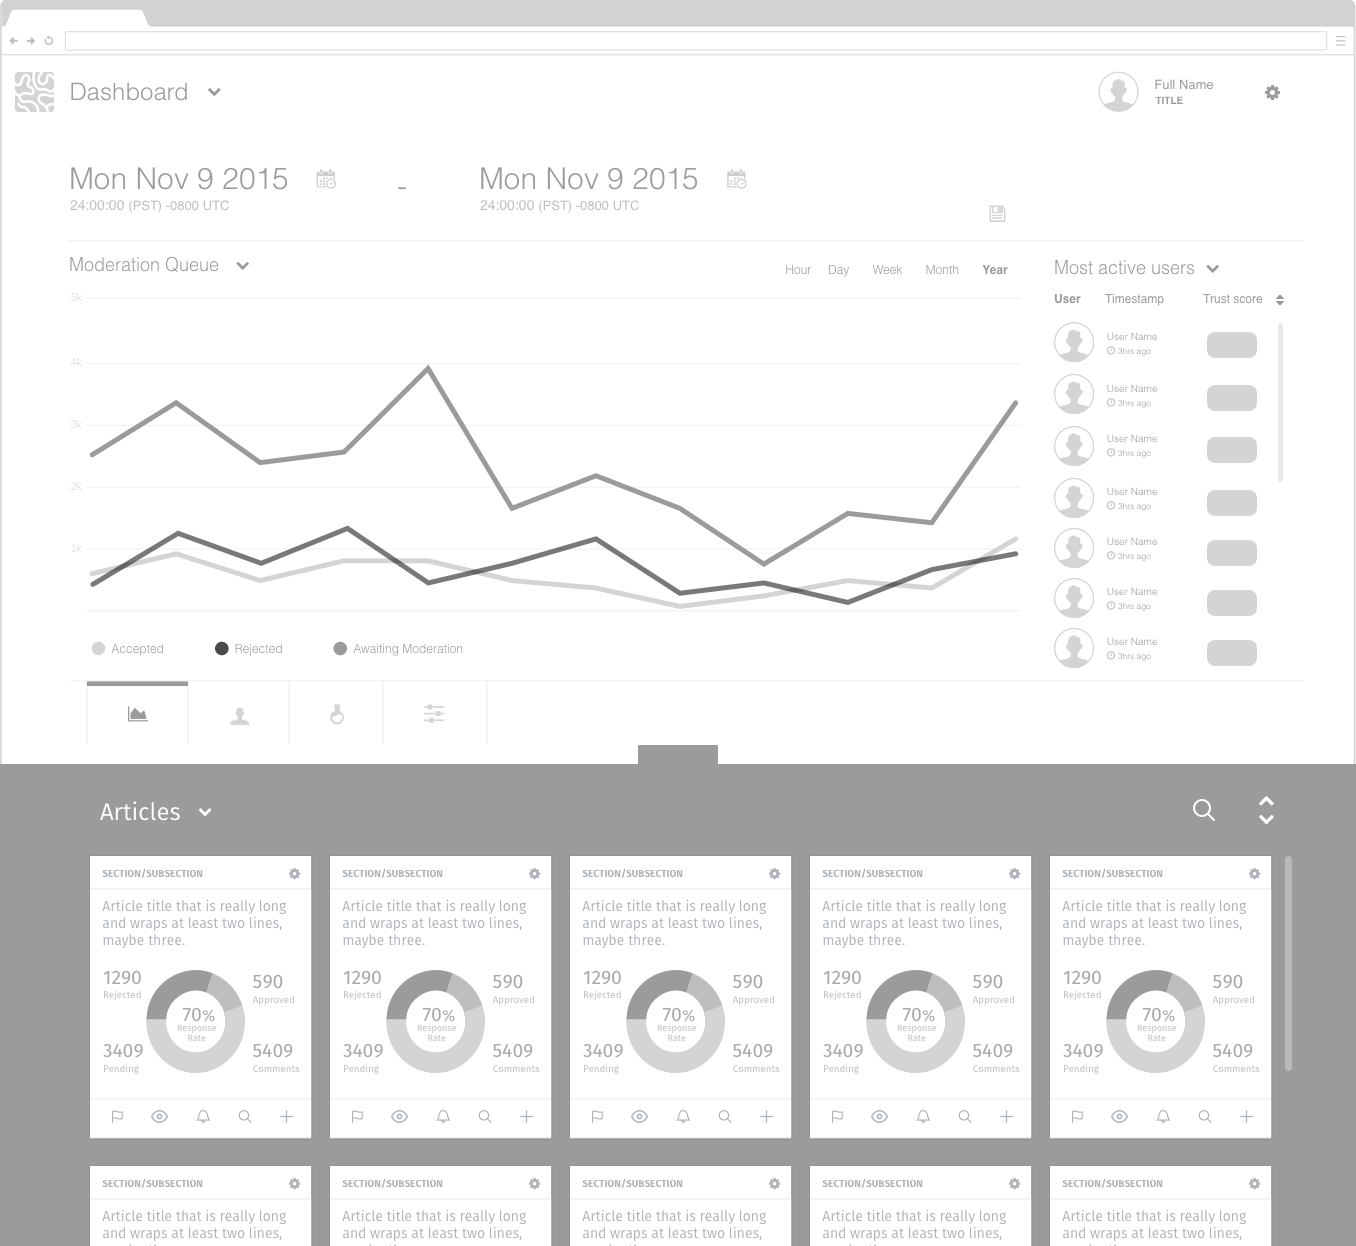 Dashboard
Full Name
TITLE
Mon Nov 9 2015
24:00:00 (PST) -0800 UTC
-
Mon Nov 9 2015
24:00:00 (PST) -0800 UTC
Moderation Queue
Hour Day Week Month Year
5k
4k
3k
2k
1k
Accepted Rejected Awaiting Moderation
Most active users
User Timestamp Trust score
User Name
3hrs ago
User Name
3hrs ago
User Name
3hrs ago
User Name
3hrs ago
User Name
3hrs ago
User Name
3hrs ago
User Name
3hrs ago
Articles
SECTION/SUBSECTION
Article title that is really long
and wraps at least two lines,
maybe three.
1290
Rejected
590
Approved
70%
Response
Rate
3409
Pending
5409
Comments
SECTION/SUBSECTION
Article title that is really long
and wraps at least two lines,
maybe three.
1290
Rejected
590
Approved
70%
Response
Rate
3409
Pending
5409
Comments
SECTION/SUBSECTION
Article title that is really long
and wraps at least two lines,
maybe three.
1290
Rejected
590
Approved
70%
Response
Rate
3409
Pending
5409
Comments
SECTION/SUBSECTION
Article title that is really long
and wraps at least two lines,
maybe three.
1290
Rejected
590
Approved
70%
Response
Rate
3409
Pending
5409
Comments
SECTION/SUBSECTION
Article title that is really long
and wraps at least two lines,
maybe three.
1290
Rejected
590
Approved
70%
Response
Rate
3409
Pending
5409
Comments
SECTION/SUBSECTION
Article title that is really long
and wraps at least two lines,
SECTION/SUBSECTION
Article title that is really long
and wraps at least two lines,
SECTION/SUBSECTION
Article title that is really long
and wraps at least two lines,
SECTION/SUBSECTION
Article title that is really long
and wraps at least two lines,
SECTION/SUBSECTION
Article title that is really long
and wraps at least two lines,